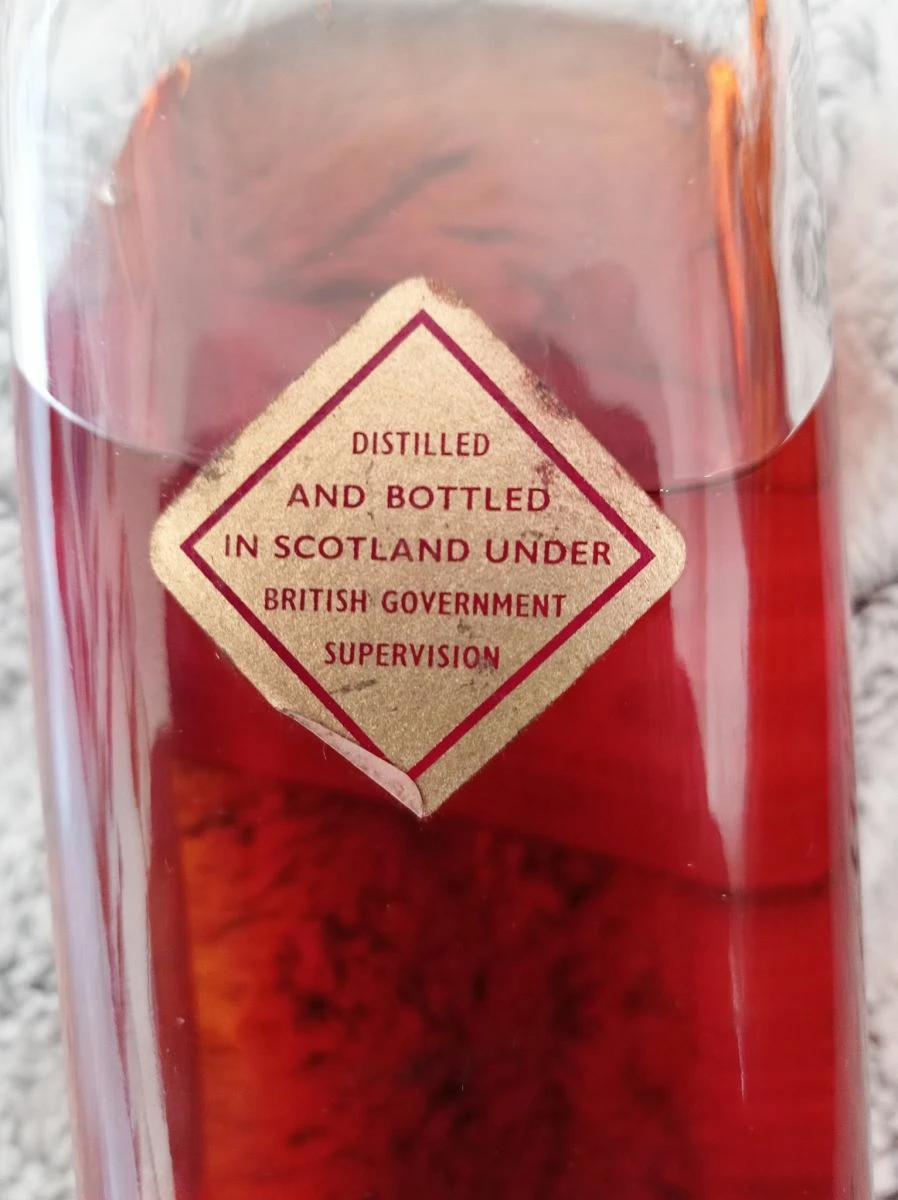 DISTILLED
AND BOTTLED
IN SCOTLAND UNDER
BRITISH GOVERNMENT
SUPERVISION